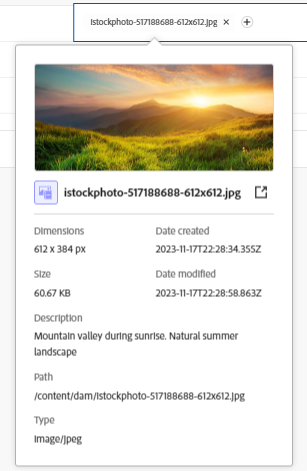 istockphoto-517188688-612x612.jpg
istockphoto-517188688-612x612.jpg
Dimensions
612 x 384 px
Date created
2023-11-17T22:28:34.355Z
Size
60.67 KB
Date modified
2023-11-17T22:28:58.863Z
Description
Mountain valley during sunrise. Natural summer
landscape
Path
/content/dam/istockphoto-517188688-612x612.jpg
Type
image/jpeg